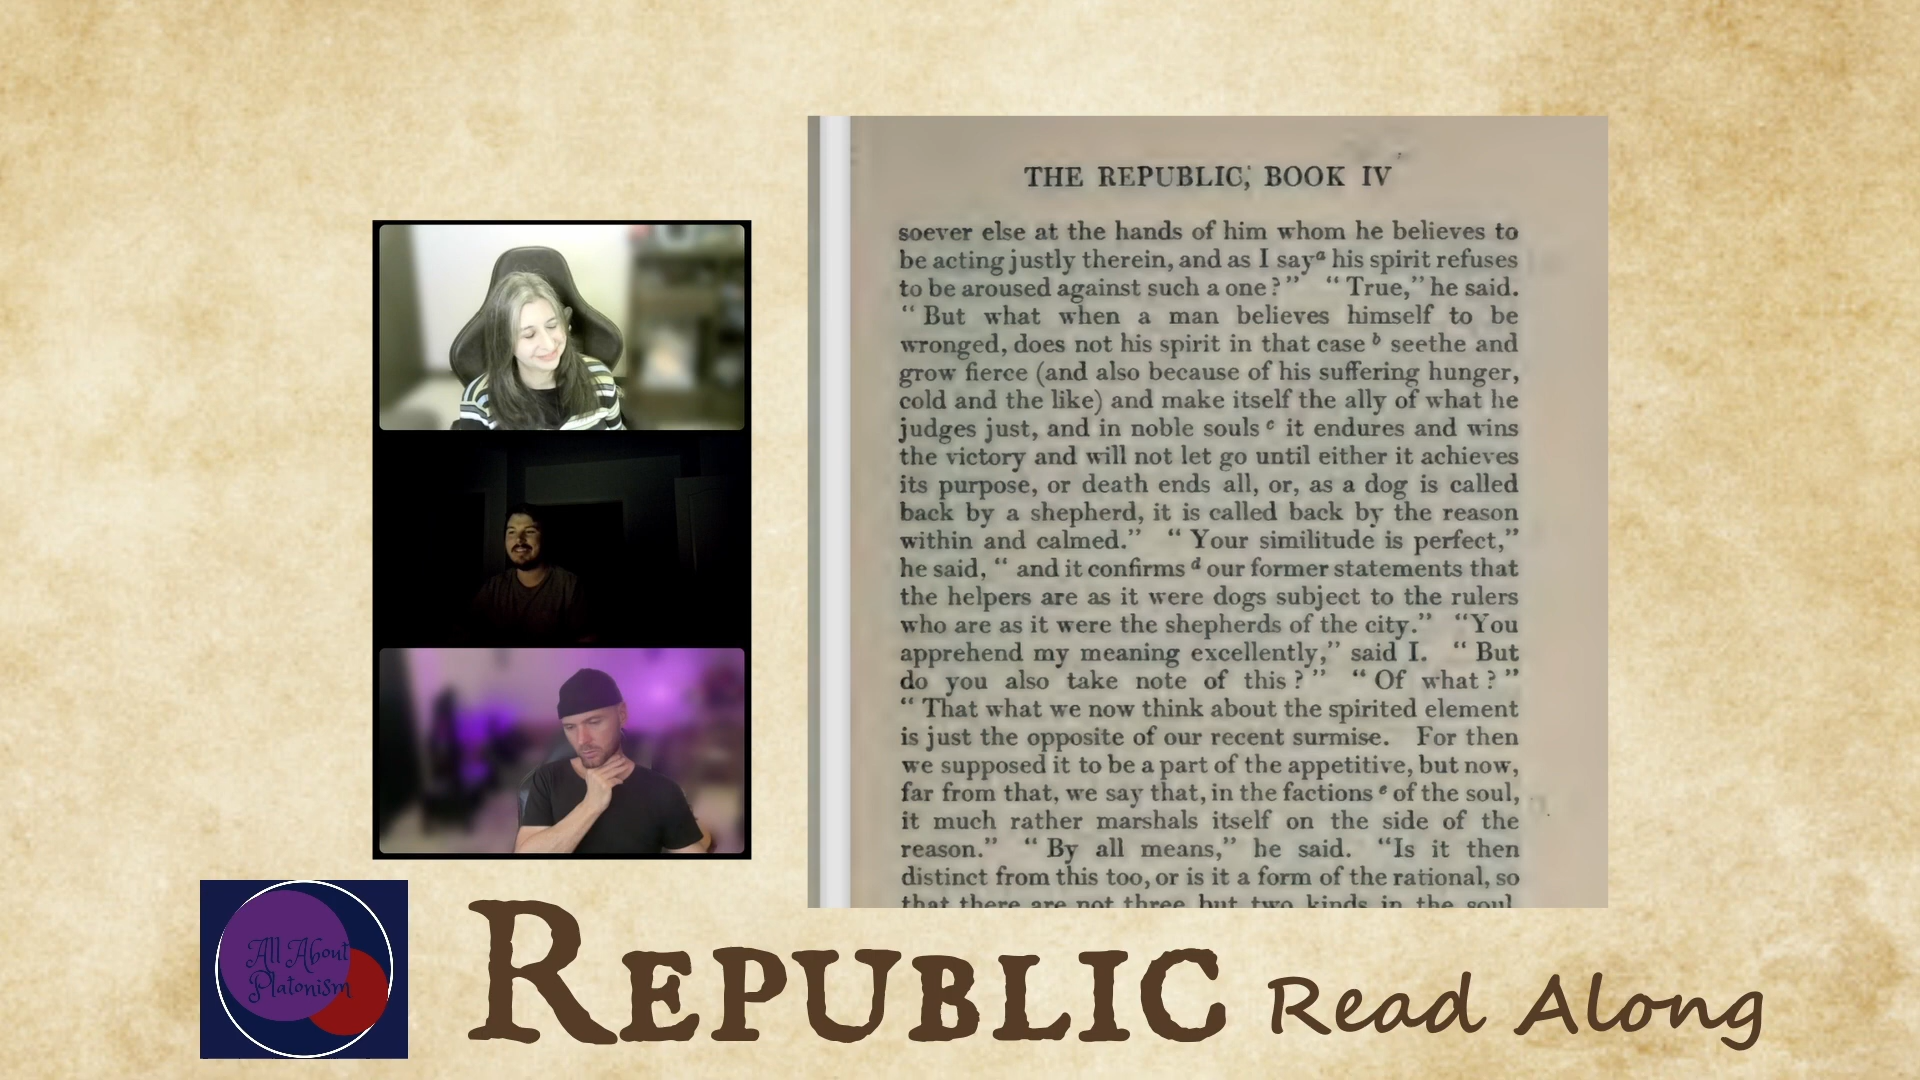 THE REPUBLIC, BOOK IV
soever else at the hands of him whom he believes to
be acting justly therein, and as I say a his spirit refuses
to be aroused against such a one ?” “ True,” he said.
“ But what when a man believes himself to be
wronged, does not his spirit in that case b seethe and
grow fierce (and also because of his suffering hunger,
cold and the like) and make itself the ally of what he
judges just, and in noble souls c it endures and wins
the victory and will not let go until either it achieves
its purpose, or death ends all, or, as a dog is called
back by a shepherd, it is called back by the reason
within and calmed.” “ Your similitude is perfect,”
he said, “ and it confirms d our former statements that
the helpers are as it were dogs subject to the rulers
who are as it were the shepherds of the city.” “You
apprehend my meaning excellently,” said I. “ But
do you also take note of this ? ” “ Of what ? ”
“ That what we now think about the spirited element
is just the opposite of our recent surmise. For then
we supposed it to be a part of the appetitive, but now,
far from that, we say that, in the factions e of the soul,
it much rather marshals itself on the side of the
reason.” “ By all means,” he said. “Is it then
distinct from this too, or is it a form of the rational, so
that there are not three but two kinds in the soul
All About
Platonism
REPUBLIC Read Along